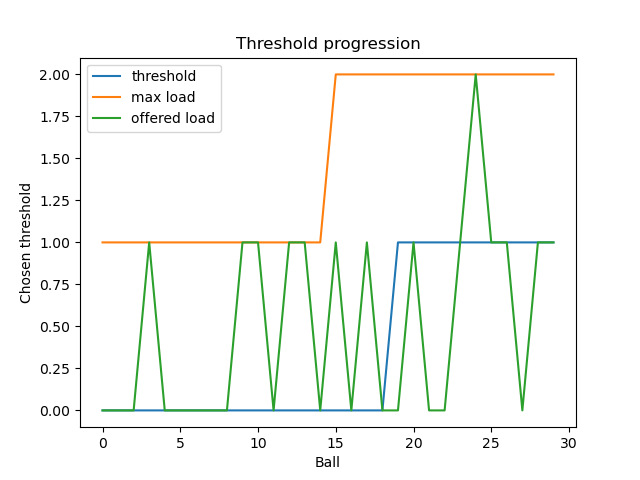 Threshold progression
threshold
max load
offered load
Chosen threshold
2.00
1.75
1.50
1.25
1.00
0.75
0.50
0.25
0.00
0 5 10 15 20 25 30
Ball